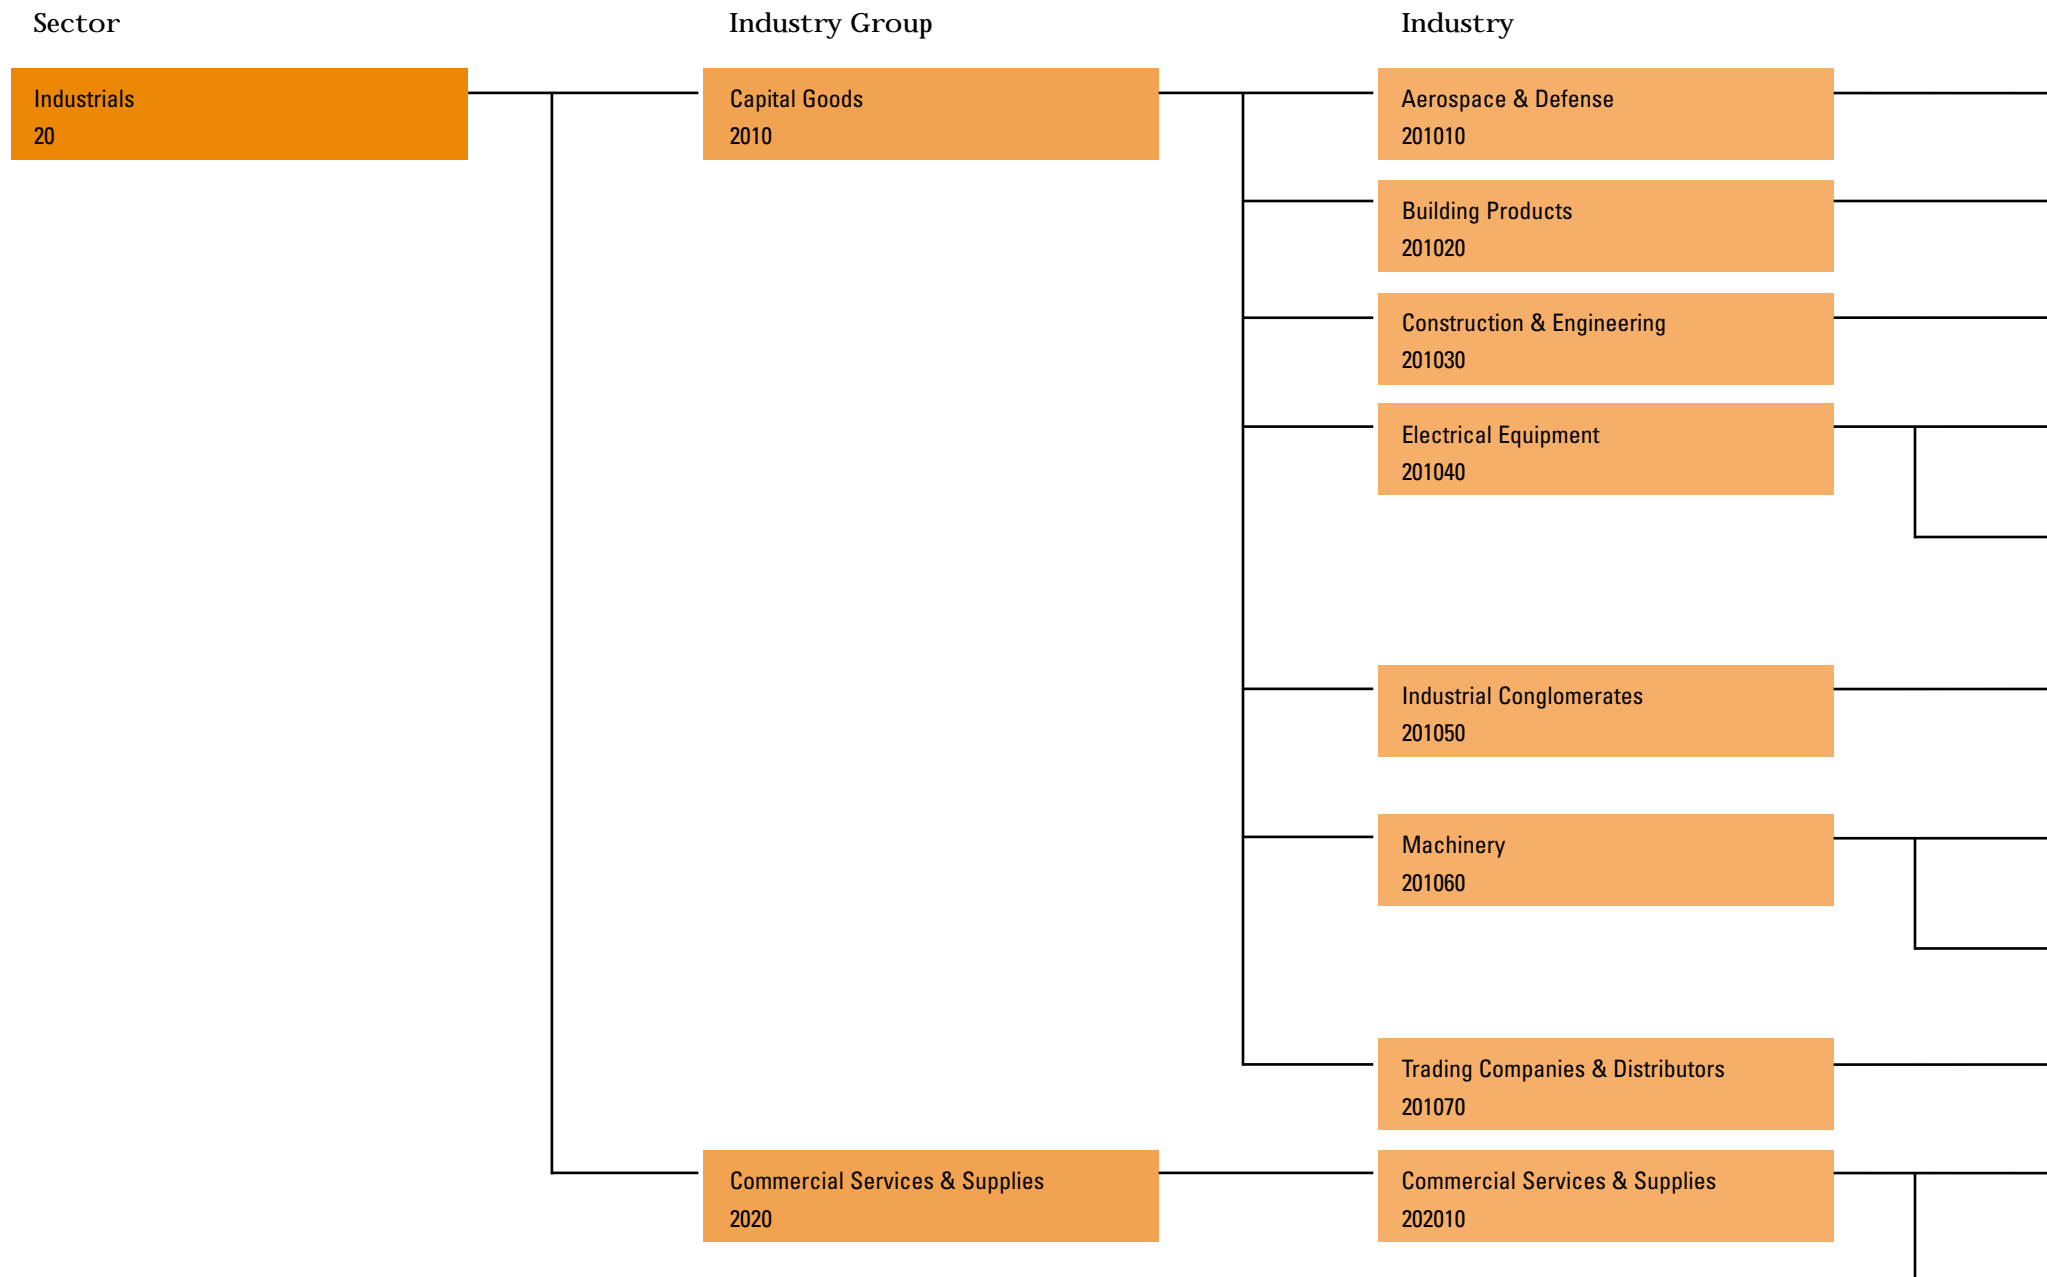 Sector
Industry Group
Industry
Industrials
20
Capital Goods
2010
Aerospace & Defense
201010
Building Products
201020
Construction & Engineering
201030
Electrical Equipment
201040
Industrial Conglomerates
201050
Machinery
201060
Trading Companies & Distributors
201070
Commercial Services & Supplies
2020
Commercial Services & Supplies
202010